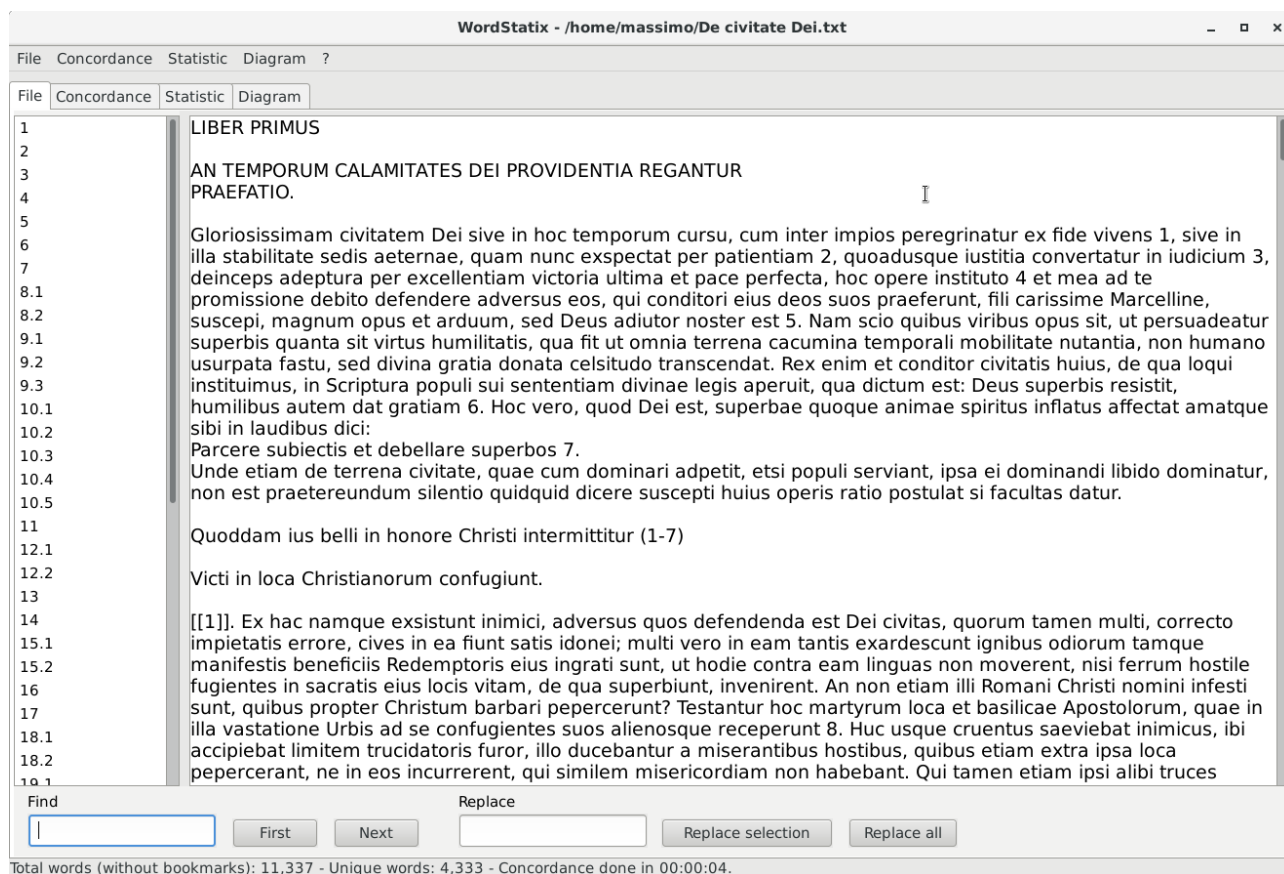 WordStatix - /home/massimo/De civitate Dei.txt
File Concordance Statistic Diagram ?
File Concordance Statistic Diagram
1
2
3
4
5
6
7
8.1
8.2
9.1
9.2
9.3
10.1
10.2
10.3
10.4
10.5
11
12.1
12.2
13
14
15.1
15.2
16
17
18.1
18.2
19.1
LIBER PRIMUS
AN TEMPORUM CALAMITATES DEI PROVIDENTIA REGANTUR
PRAEFATIO.
Gloriosissimam civitatem Dei sive in hoc temporum cursu, cum inter impios peregrinatur ex fide vivens 1, sive in
illa stabilitate sedis aeternae, quam nunc exspectat per patientiam 2, quoadusque iustitia convertatur in iudicium 3,
deinceps adeptura per excellentiam victoria ultima et pace perfecta, hoc opere instituto 4 et mea ad te
promissione debito defendere adversus eos, qui conditori eius deos suos praeferunt, fili carissime Marcelline,
suscepi, magnum opus et arduum, sed Deus adiutor noster est 5. Nam scio quibus viribus opus sit, ut persuadeatur
superbis quanta sit virtus humilitatis, qua fit ut omnia terrena cacumina temporali mobilitate nutantia, non humano
usurpata fastu, sed divina gratia donata celsitudo transcendat. Rex enim et conditor civitatis huius, de qua loqui
instituimus, in Scriptura populi sui sententiam divinae legis aperuit, qua dictum est: Deus superbis resistit,
humilibus autem dat gratiam 6. Hoc vero, quod Dei est, superbae quoque animae spiritus inflatus affectat amatque
sibi in laudibus dici:
Parcere subiectis et debellare superbos 7.
Unde etiam de terrena civitate, quae cum dominari adpetit, etsi populi serviant, ipsa ei dominandi libido dominatur,
non est praetereundum silentio quidquid dicere suscepti huius operis ratio postulat si facultas datur.
Quoddam ius belli in honore Christi intermittitur (1-7)
Victi in loca Christianorum confugiunt.
[[1]]. Ex hac namque exsistunt inimici, adversus quos defendenda est Dei civitas, quorum tamen multi, correcto
impietatis errore, cives in ea fiunt satis idonei; multi vero in eam tantis exardescunt ignibus odiorum tamque
manifestis beneficiis Redemptoris eius ingrati sunt, ut hodie contra eam linguas non moverent, nisi ferrum hostile
fugientes in sacratis eius locis vitam, de qua superbiunt, invenirent. An non etiam illi Romani Christi nomini infesti
sunt, quibus propter Christum barbari pepercerunt? Testantur hoc martyrum loca et basilicae Apostolorum, quae in
illa vastatione Urbis ad se confugientes suos alienosque receperunt 8. Huc usque cruentus saeviebat inimicus, ibi
accipiebat limitem trucidatoris furor, illo ducebantur a miserantibus hostibus, quibus etiam extra ipsa loca
pepercerant, ne in eos incurrerent, qui similem misericordiam non habebant. Qui tamen etiam ipsi alibi truces
Find Replace
First Next Replace selection Replace all
Total words (without bookmarks): 11,337 - Unique words: 4,333 - Concordance done in 00:00:04.